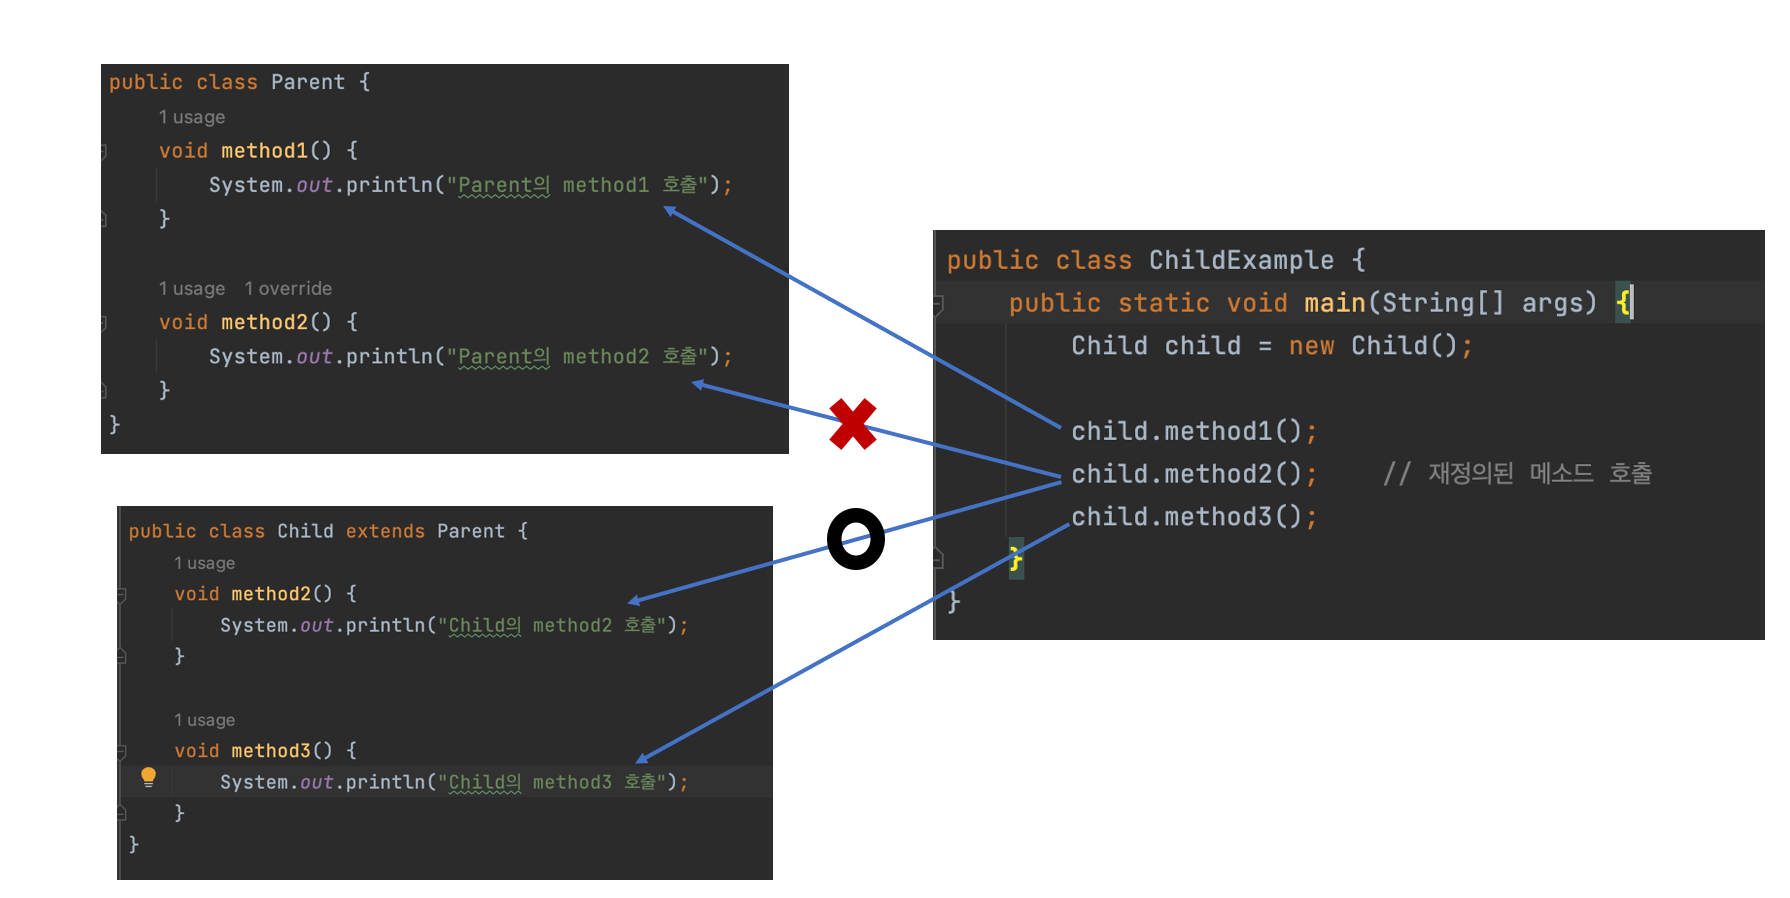 public class Parent {
1 usage
void method1() {
System.out.println("Parent의 method1 호출");
}
1 usage 1 override
void method2() {
System.out.println("Parent의 method2 호출");
}
}
public class Child extends Parent {
1 usage
void method2() {
System.out.println("Child의 method2 호출");
}
1 usage
void method3() {
System.out.println("Child의 method3 호출");
}
}
public class ChildExample {
public static void main(String[] args) {
Child child = new Child();
child.method1();
child.method2(); // 재정의된 메소드 호출
child.method3();
}
}